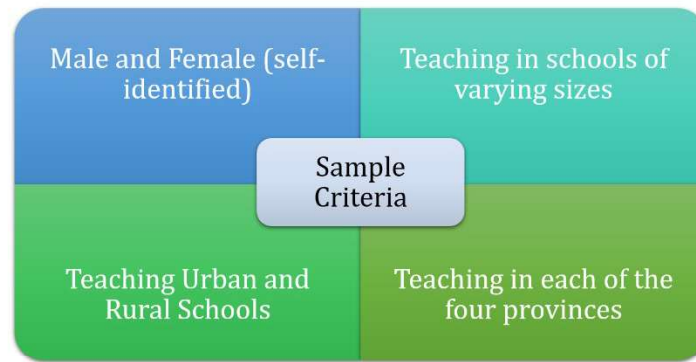 Male and Female (self-
identified)
Teaching in schools of
varying sizes
Sample
Criteria
Teaching Urban and
Rural Schools
Teaching in each of the
four provinces